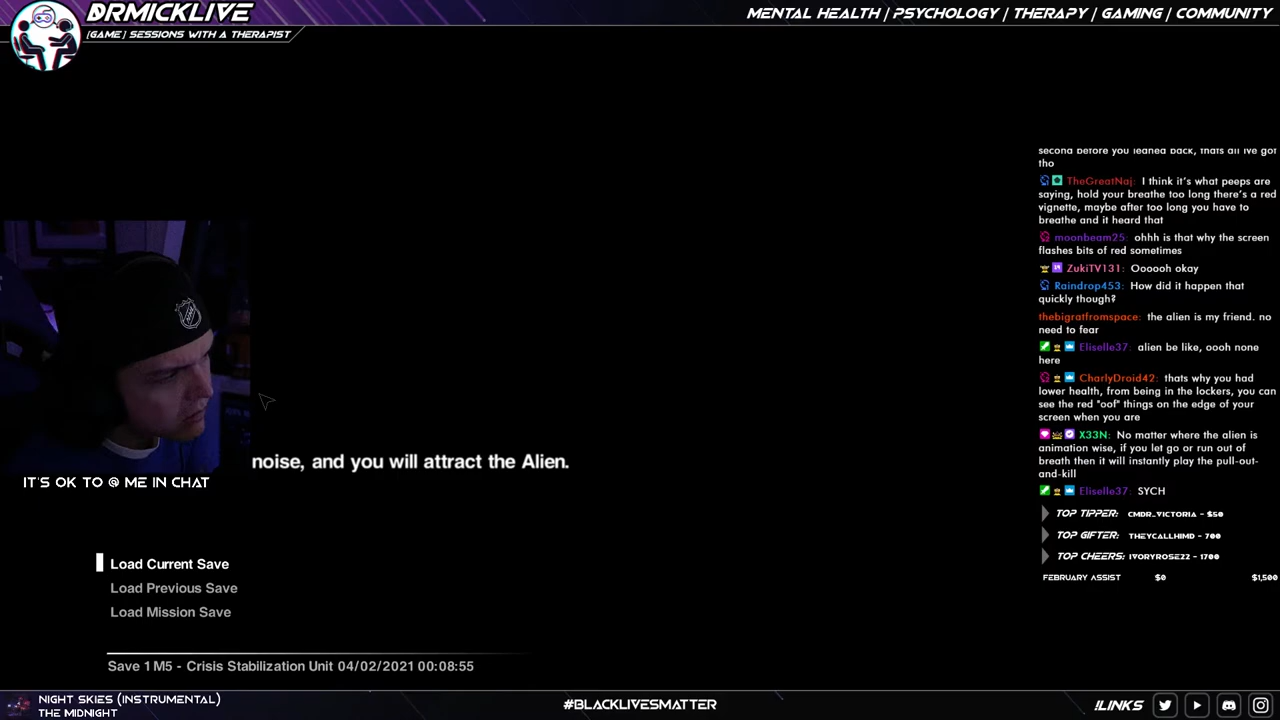 DRMICKLIVE
[GAME] SESSIONS WITH A THERAPIST
MENTAL HEALTH | PSYCHOLOGY | THERAPY | GAMING | COMMUNITY
second before you leaned back, thats all ive got
tho
TheGreatNaj: I think it's what peeps are
saying, hold your breathe too long there's a red
vignette, maybe after too long you have to
breathe and it heard that
moonbeam25: ohhh is that why the screen
flashes bits of red sometimes
ZukiTV131: Oooooh okay
Raindrop453: How did it happen that
quickly though?
thebigratfromspace: the alien is my friend. no
need to fear
Eliselle37: alien be like, oooh none
here
CharlyDroid42: thats why you had
lower health, from being in the lockers, you can
see the red "oof" things on the edge of your
screen when you are
X33N: No matter where the alien is
animation wise, if you let go or run out of
breath then it will instantly play the pull-out-
and-kill
Eliselle37: SYCH
TOP TIPPER: CMDR_VICTORIA - $50
TOP GIFTER: THEYCALLHIMD - 700
TOP CHEERS: IVORYROSE22 - 1700
FEBRUARY ASSIST $0 $1,500
NHL
noise, and you will attract the Alien.
IT'S OK TO @ ME IN CHAT
Load Current Save
Load Previous Save
Load Mission Save
Save 1 M5 - Crisis Stabilization Unit 04/02/2021 00:08:55
NIGHT SKIES (INSTRUMENTAL)
THE MIDNIGHT
#BLACKLIVESMATTER
!LINKS